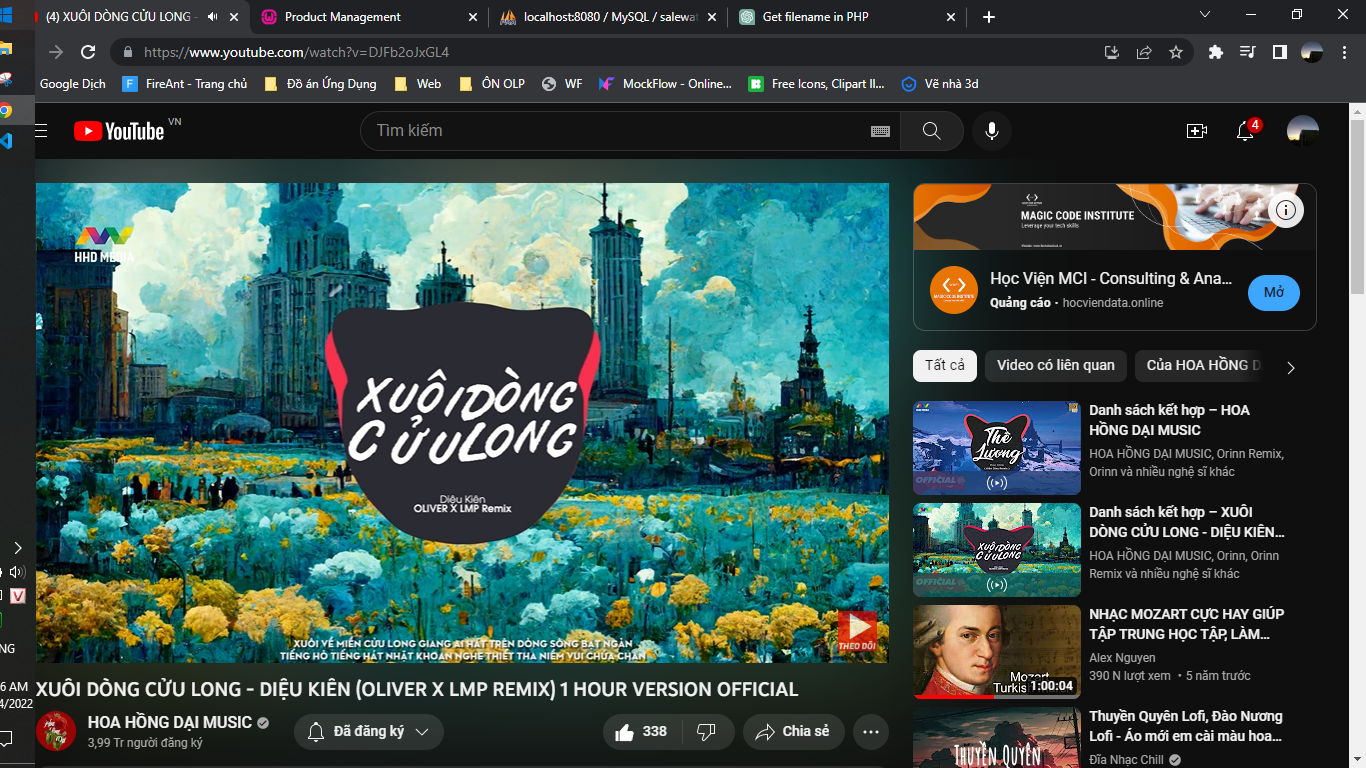 (4) XUÔI DÒNG CỬU LONG -
Product Management
localhost:8080 / MySQL / salewat
Get filename in PHP
https://www.youtube.com/watch?v=DJFb2oJxGL4
Google Dịch
FireAnt - Trang chủ
Đồ án Ứng Dụng
Web
ÔN OLP
WF
MockFlow - Online...
Free Icons, Clipart Il...
Vẽ nhà 3d
YouTube VN
Tìm kiếm
4
HHD MEDIA
XUÔI DÒNG
CỬU LONG
Diệu Kiên
OLIVER X LMP Remix
THEO DÕI
XUÔI VỀ MIỀN CỬU LONG GIANG AI HÁT TRÊN DÒNG SÔNG BẠT NGÀN
TIẾNG HÒ TIẾNG HÁT NHẶT KHOAN NGHE THIẾT THA NIỀM VUI CHỨA CHAN
XUÔI DÒNG CỬU LONG - DIỆU KIÊN (OLIVER X LMP REMIX) 1 HOUR VERSION OFFICIAL
HOA HỒNG DẠI MUSIC
3,99 Tr người đăng ký
Đã đăng ký
338
Chia sẻ
MAGIC CODE INSTITUTE
Leverage your tech skills
Học Viện MCI - Consulting & Ana...
Quảng cáo · hocviendata.online
Mở
Tất cả
Video có liên quan
Của HOA HỒNG D
Thê
Lương
OFFICIAL
Danh sách kết hợp – HOA
HỒNG DẠI MUSIC
HOA HỒNG DẠI MUSIC, Orinn Remix,
Orinn và nhiều nghệ sĩ khác
XUÔI DÒNG
CỬU LONG
OFFICIAL
Danh sách kết hợp – XUÔI
DÒNG CỬU LONG - DIỆU KIÊN...
HOA HỒNG DẠI MUSIC, Orinn, Orinn
Remix và nhiều nghệ sĩ khác
Mozart
Turkis
1:00:04
NHẠC MOZART CỰC HAY GIÚP
TẬP TRUNG HỌC TẬP, LÀM...
Alex Nguyen
390 N lượt xem • 5 năm trước
THUYỀN QUYÊN
Thuyền Quyên Lofi, Đào Nương
Lofi - Áo mới em cài màu hoa...
Đĩa Nhạc Chill
V
NG
6 AM
4/2022